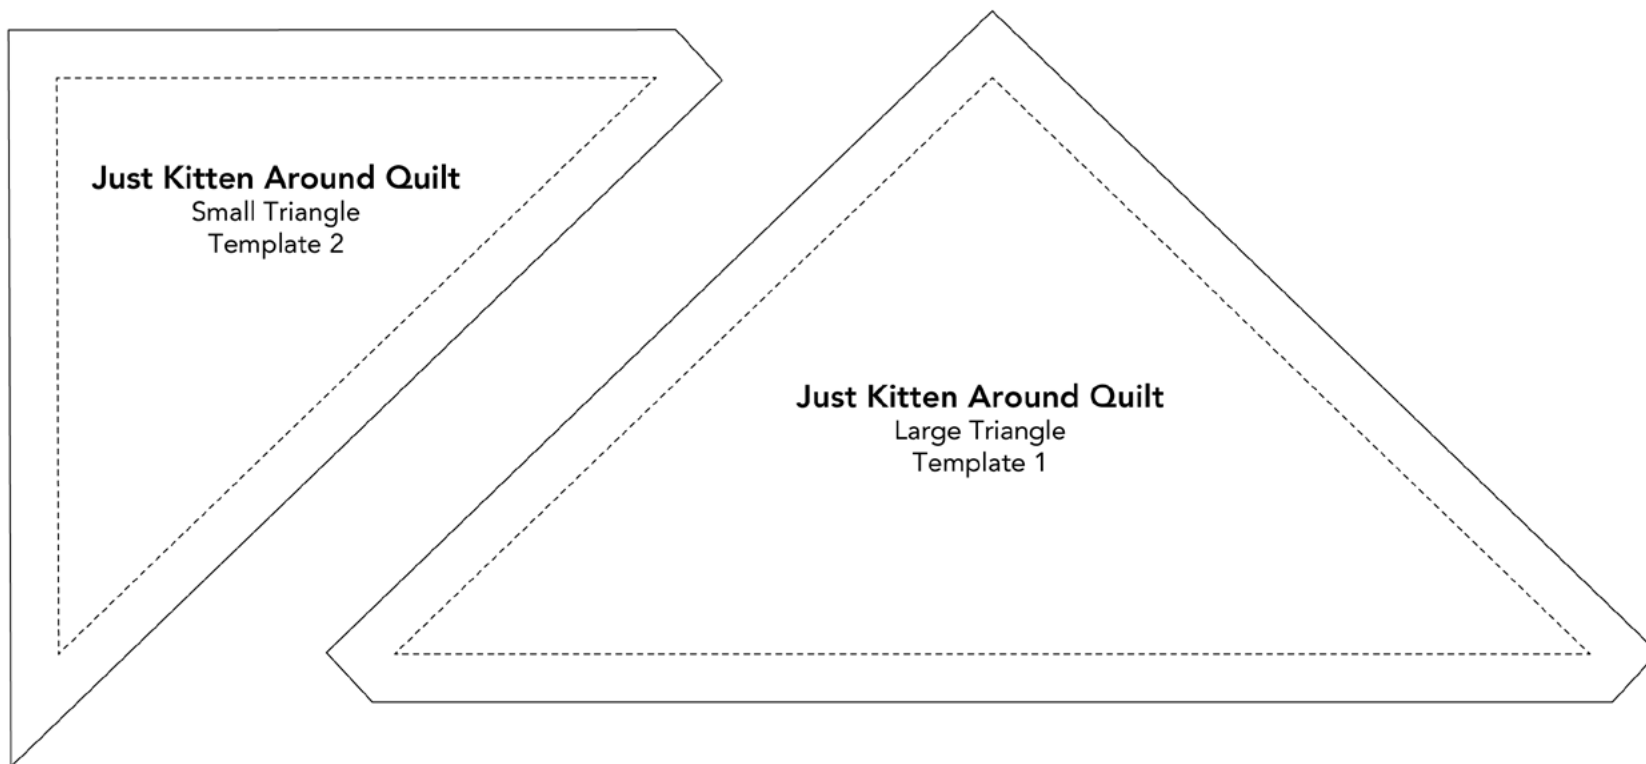 Just Kitten Around Quilt
Small Triangle
Template 2
Just Kitten Around Quilt
Large Triangle
Template 1